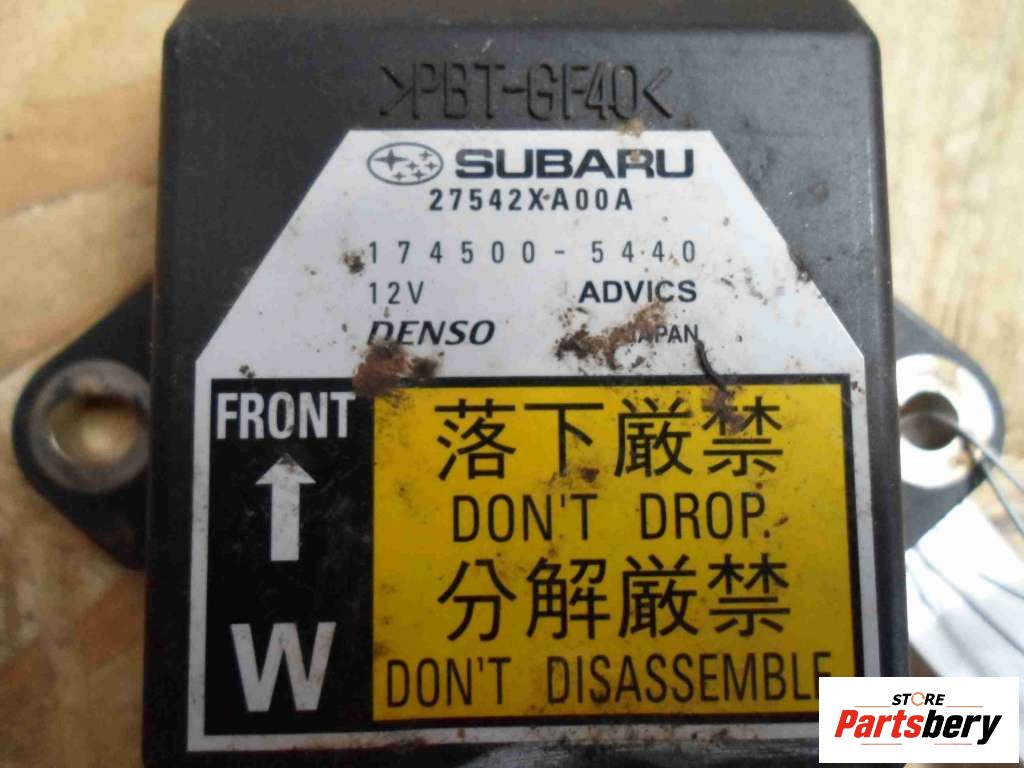 >PBT-GF40<
SUBARU
27542XA00A
174500-5440
12V ADVICS
DENSO JAPAN
FRONT
落下厳禁
DON'T DROP.
分解厳禁
DON'T DISASSEMBLE
W
STORE
Partsbery